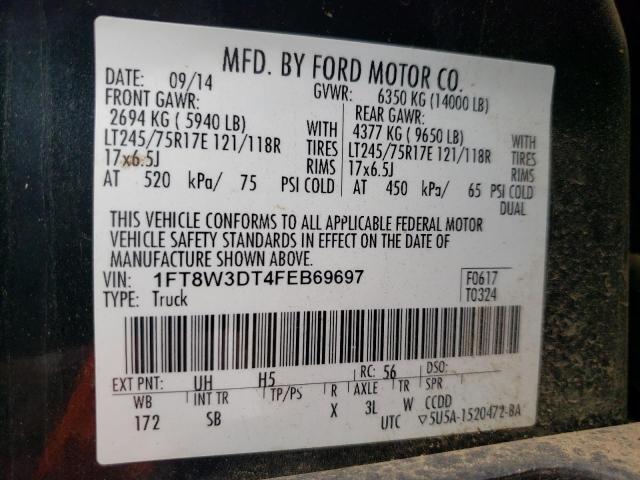 MFD. BY FORD MOTOR CO.
DATE: 09/14 GVWR: 6350 KG (14000 LB)
FRONT GAWR: REAR GAWR:
2694 KG ( 5940 LB) WITH 4377 KG ( 9650 LB) WITH
LT245/75R17E 121/118R TIRES LT245/75R17E 121/118R TIRES
17x6.5J RIMS 17x6.5J RIMS
AT 520 kPa/ 75 PSI COLD AT 450 kPa/ 65 PSI COLD
DUAL
THIS VEHICLE CONFORMS TO ALL APPLICABLE FEDERAL MOTOR
VEHICLE SAFETY STANDARDS IN EFFECT ON THE DATE OF
MANUFACTURE SHOWN ABOVE.
VIN: 1FT8W3DT4FEB69697 F0617
TYPE: Truck T0324
EXT PNT: UH H5 RC: 56 DSO:
WB INT TR TP/PS R AXLE TR SPR
172 SB X 3L W CCDD
UTC ▽5U5A-1520472-BA